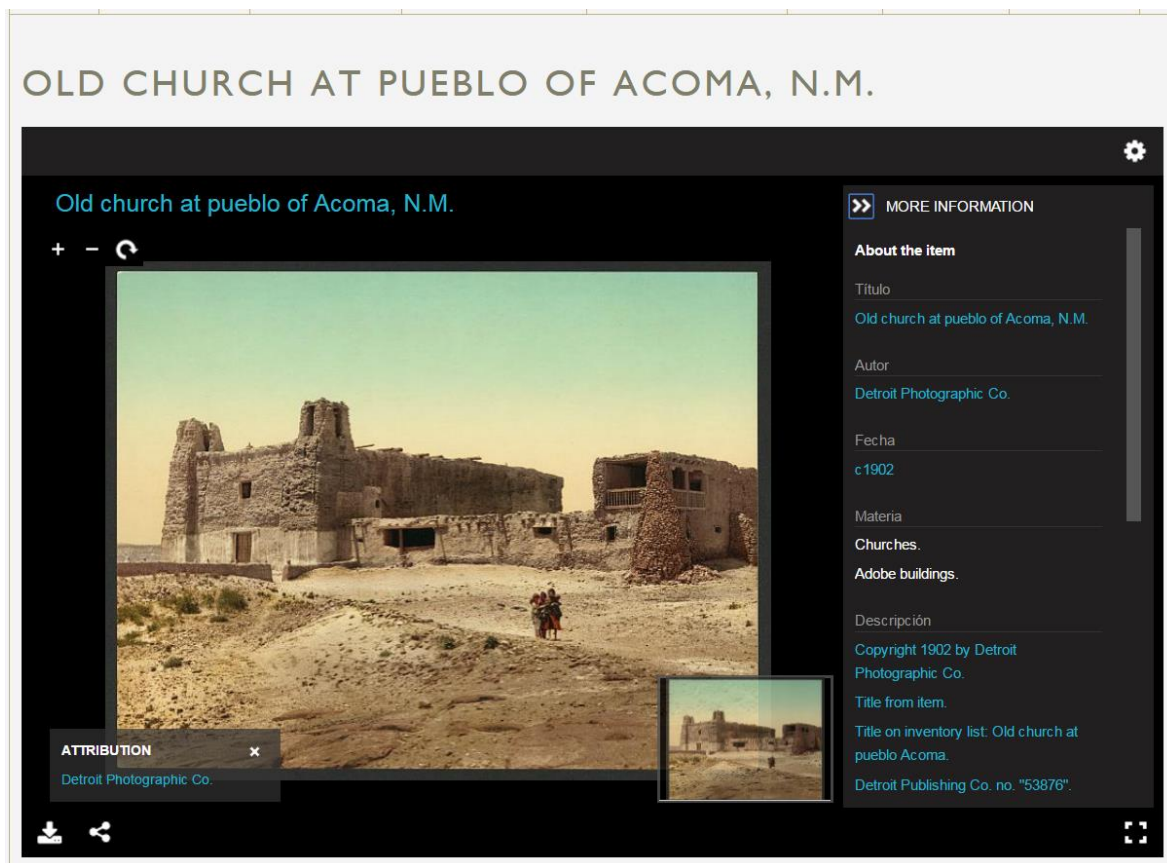 OLD CHURCH AT PUEBLO OF ACOMA, N.M.
Old church at pueblo of Acoma, N.M.
MORE INFORMATION
About the item
Título
Old church at pueblo of Acoma, N.M.
Autor
Detroit Photographic Co.
Fecha
c1902
Materia
Churches.
Adobe buildings.
Descripción
Copyright 1902 by Detroit
Photographic Co.
Title from item.
Title on inventory list: Old church at
pueblo Acoma.
Detroit Publishing Co. no. "53876".
ATTRIBUTION
Detroit Photographic Co.